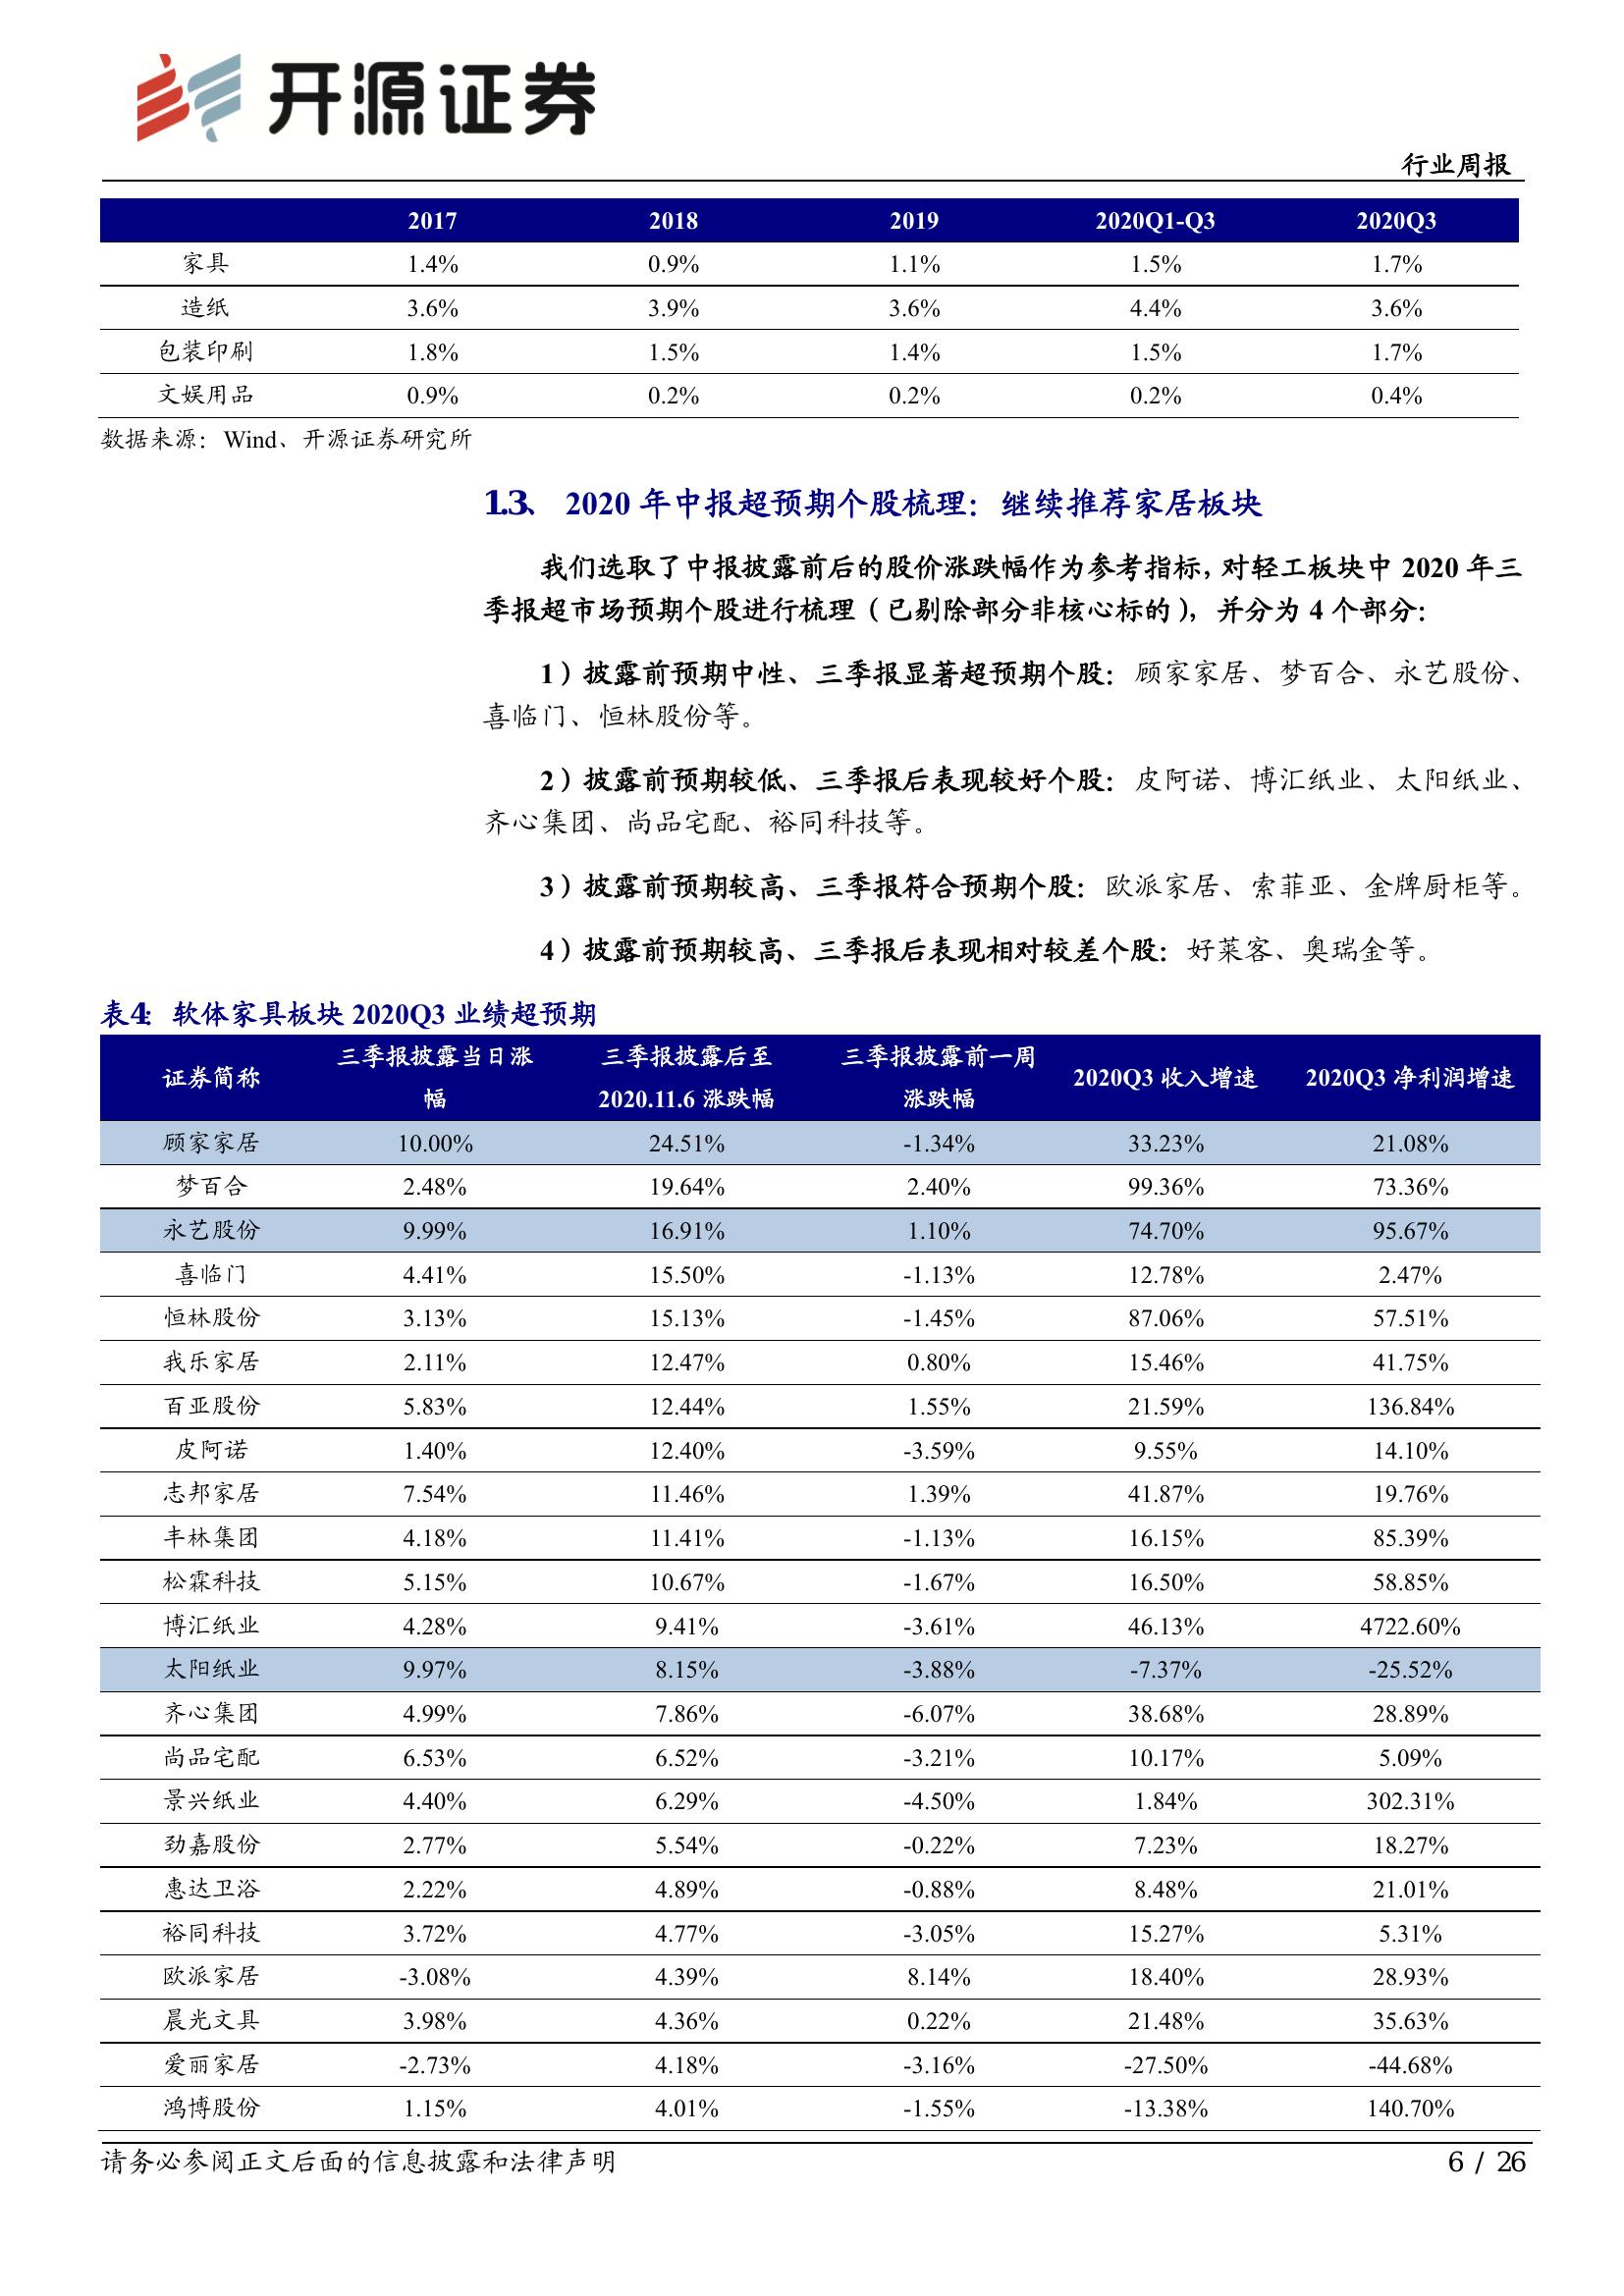 开源证券
行业周报
2017 2018 2019 2020Q1-Q3 2020Q3
家具 1.4% 0.9% 1.1% 1.5% 1.7%
造纸 3.6% 3.9% 3.6% 4.4% 3.6%
包装印刷 1.8% 1.5% 1.4% 1.5% 1.7%
文娱用品 0.9% 0.2% 0.2% 0.2% 0.4%
数据来源：Wind、开源证券研究所
1.3、 2020 年中报超预期个股梳理：继续推荐家居板块
我们选取了中报披露前后的股价涨跌幅作为参考指标，对轻工板块中 2020 年三
季报超市场预期个股进行梳理（已剔除部分非核心标的），并分为 4 个部分：
1）披露前预期中性、三季报显著超预期个股：顾家家居、梦百合、永艺股份、
喜临门、恒林股份等。
2）披露前预期较低、三季报后表现较好个股：皮阿诺、博汇纸业、太阳纸业、
齐心集团、尚品宅配、裕同科技等。
3）披露前预期较高、三季报符合预期个股：欧派家居、索菲亚、金牌厨柜等。
4）披露前预期较高、三季报后表现相对较差个股：好莱客、奥瑞金等。
表4：软体家具板块 2020Q3 业绩超预期
证券简称 三季报披露当日涨幅 三季报披露后至2020.11.6 涨跌幅 三季报披露前一周涨跌幅 2020Q3 收入增速 2020Q3 净利润增速
顾家家居 10.00% 24.51% -1.34% 33.23% 21.08%
梦百合 2.48% 19.64% 2.40% 99.36% 73.36%
永艺股份 9.99% 16.91% 1.10% 74.70% 95.67%
喜临门 4.41% 15.50% -1.13% 12.78% 2.47%
恒林股份 3.13% 15.13% -1.45% 87.06% 57.51%
我乐家居 2.11% 12.47% 0.80% 15.46% 41.75%
百亚股份 5.83% 12.44% 1.55% 21.59% 136.84%
皮阿诺 1.40% 12.40% -3.59% 9.55% 14.10%
志邦家居 7.54% 11.46% 1.39% 41.87% 19.76%
丰林集团 4.18% 11.41% -1.13% 16.15% 85.39%
松霖科技 5.15% 10.67% -1.67% 16.50% 58.85%
博汇纸业 4.28% 9.41% -3.61% 46.13% 4722.60%
太阳纸业 9.97% 8.15% -3.88% -7.37% -25.52%
齐心集团 4.99% 7.86% -6.07% 38.68% 28.89%
尚品宅配 6.53% 6.52% -3.21% 10.17% 5.09%
景兴纸业 4.40% 6.29% -4.50% 1.84% 302.31%
劲嘉股份 2.77% 5.54% -0.22% 7.23% 18.27%
惠达卫浴 2.22% 4.89% -0.88% 8.48% 21.01%
裕同科技 3.72% 4.77% -3.05% 15.27% 5.31%
欧派家居 -3.08% 4.39% 8.14% 18.40% 28.93%
晨光文具 3.98% 4.36% 0.22% 21.48% 35.63%
爱丽家居 -2.73% 4.18% -3.16% -27.50% -44.68%
鸿博股份 1.15% 4.01% -1.55% -13.38% 140.70%
请务必参阅正文后面的信息披露和法律声明 6 / 26